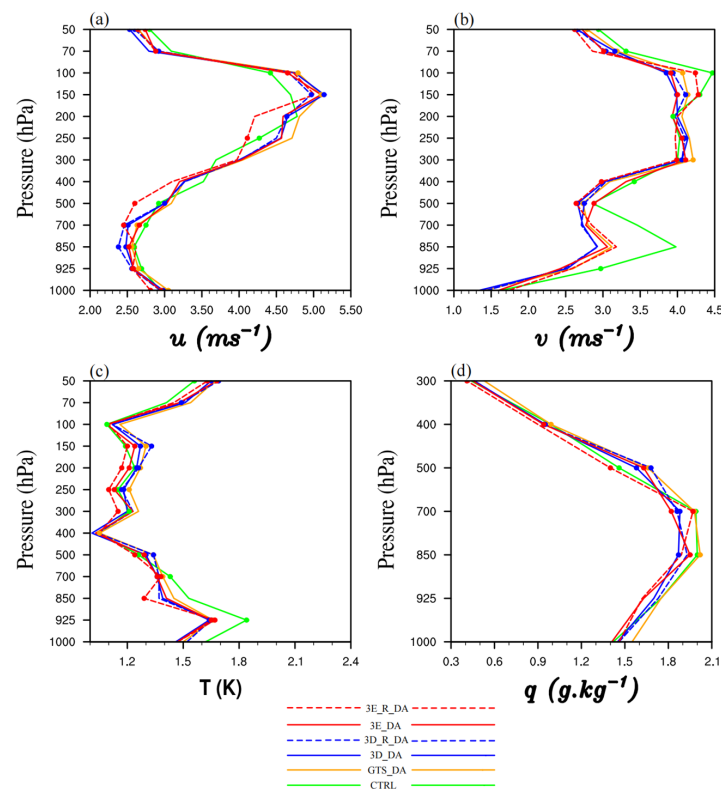 (a)
50
70
100
150
200
250
300
400
500
700
850
925
1000
Pressure (hPa)
2.00 2.50 3.00 3.50 4.00 4.50 5.00 5.50
u (ms⁻¹)
(b)
50
70
100
150
200
250
300
400
500
700
850
925
1000
Pressure (hPa)
1.0 1.5 2.0 2.5 3.0 3.5 4.0 4.5
v (ms⁻¹)
(c)
50
70
100
150
200
250
300
400
500
700
850
925
1000
Pressure (hPa)
1.2 1.5 1.8 2.1 2.4
T (K)
(d)
300
400
500
700
850
925
1000
Pressure (hPa)
0.3 0.6 0.9 1.2 1.5 1.8 2.1
q (g.kg⁻¹)
3E_R_DA
3E_DA
3D_R_DA
3D_DA
GTS_DA
CTRL